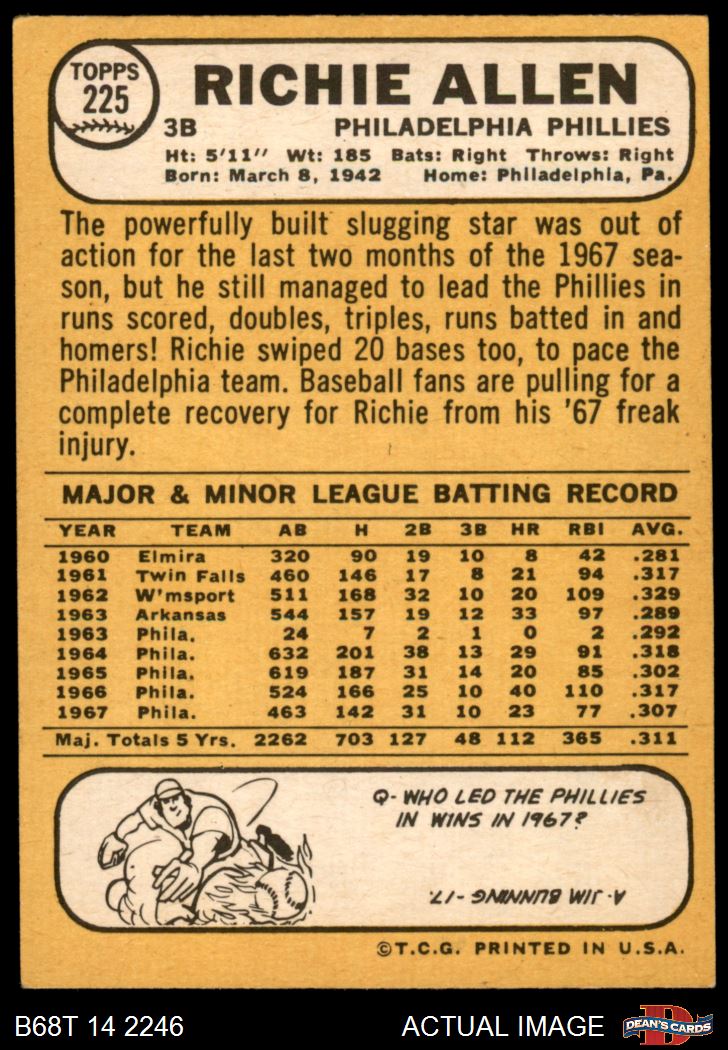 TOPPS
225
RICHIE ALLEN
3B PHILADELPHIA PHILLIES
Ht: 5'11" Wt: 185 Bats: Right Throws: Right
Born: March 8, 1942 Home: Philadelphia, Pa.
The powerfully built slugging star was out of
action for the last two months of the 1967 sea-
son, but he still managed to lead the Phillies in
runs scored, doubles, triples, runs batted in and
homers! Richie swiped 20 bases too, to pace the
Philadelphia team. Baseball fans are pulling for a
complete recovery for Richie from his '67 freak
injury.
MAJOR & MINOR LEAGUE BATTING RECORD
YEAR TEAM AB H 2B 3B HR RBI AVG.
1960 Elmira 320 90 19 10 8 42 .281
1961 Twin Falls 460 146 17 8 21 94 .317
1962 W'msport 511 168 32 10 20 109 .329
1963 Arkansas 544 157 19 12 33 97 .289
1963 Phila. 24 7 2 1 0 2 .292
1964 Phila. 632 201 38 13 29 91 .318
1965 Phila. 619 187 31 14 20 85 .302
1966 Phila. 524 166 25 10 40 110 .317
1967 Phila. 463 142 31 10 23 77 .307
Maj. Totals 5 Yrs. 2262 703 127 48 112 365 .311
Q- WHO LED THE PHILLIES
IN WINS IN 1967?
A- JIM BUNNING -17.
©T.C.G. PRINTED IN U.S.A.
B68T 14 2246 ACTUAL IMAGE
D
DEAN'S CARDS